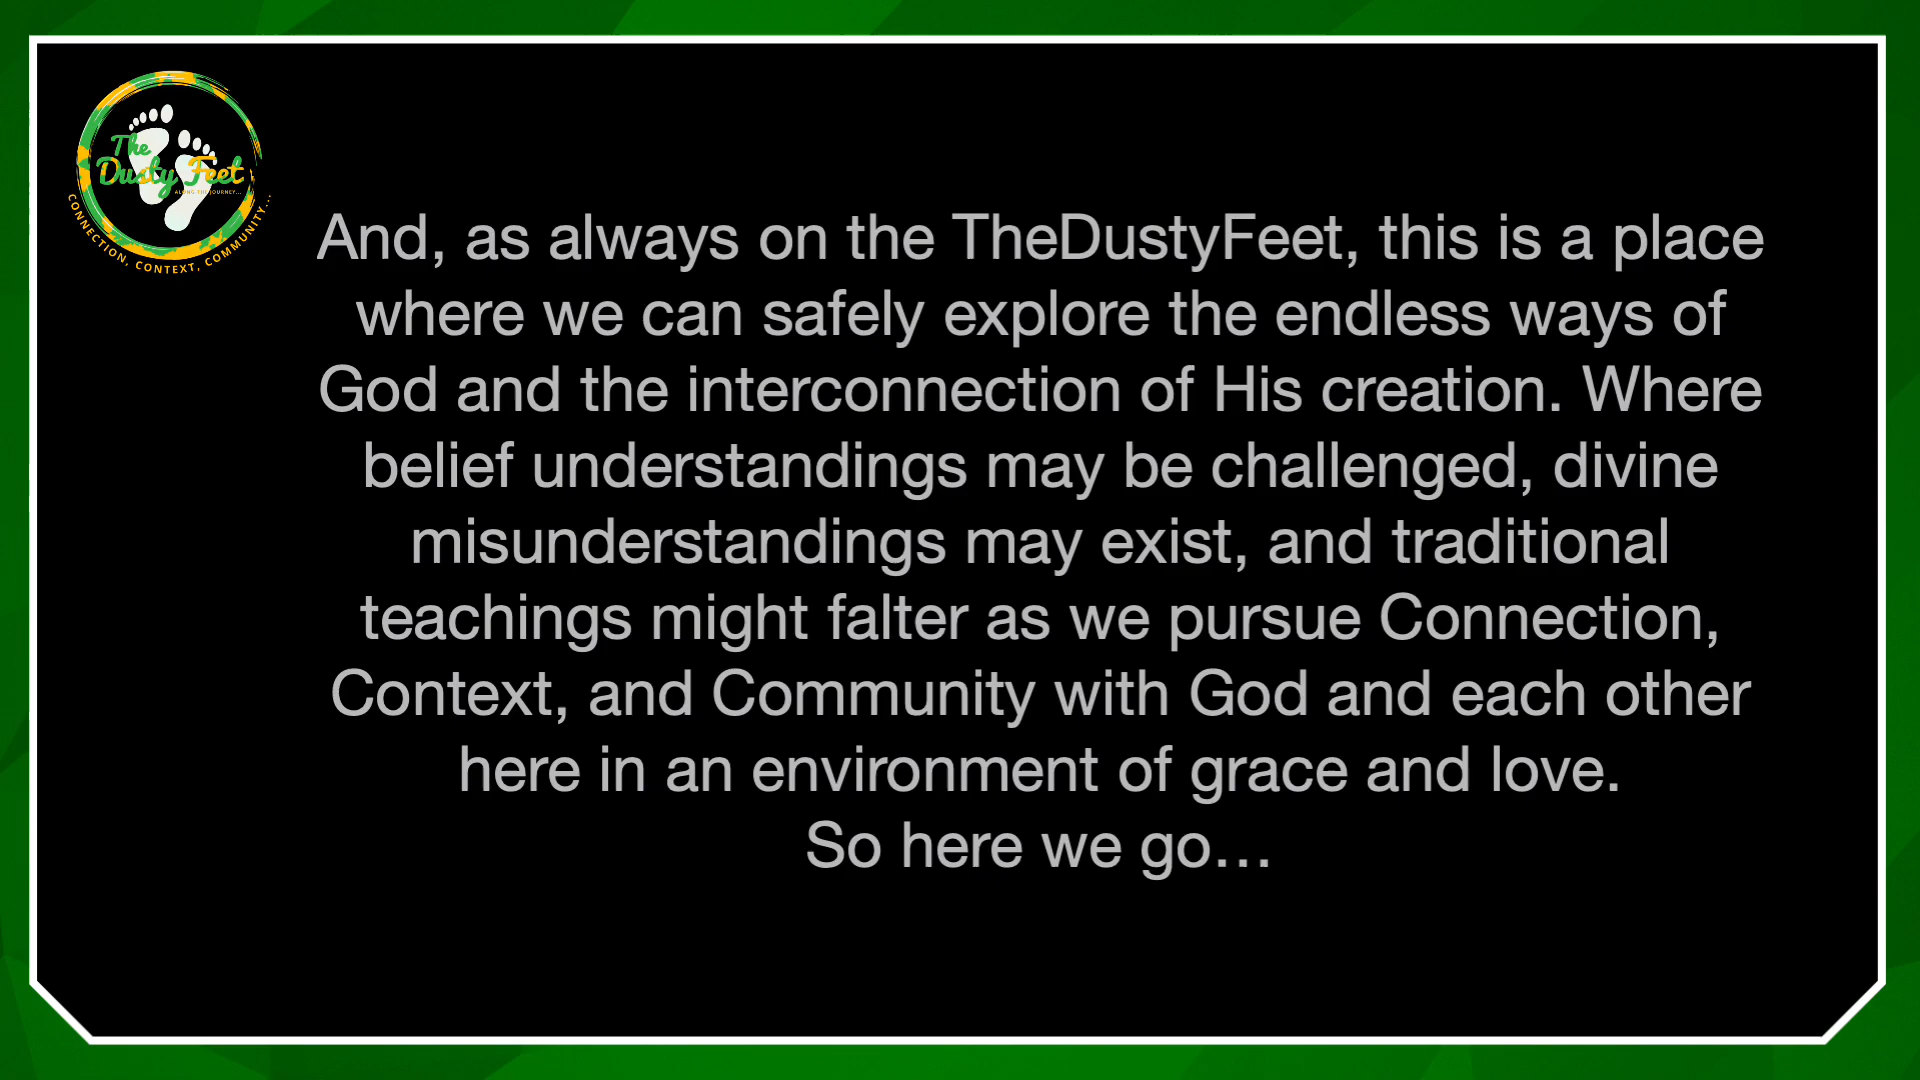 The
Dusty Feet
ALONG THE JOURNEY...
CONNECTION, CONTEXT, COMMUNITY...
And, as always on the TheDustyFeet, this is a place
where we can safely explore the endless ways of
God and the interconnection of His creation. Where
belief understandings may be challenged, divine
misunderstandings may exist, and traditional
teachings might falter as we pursue Connection,
Context, and Community with God and each other
here in an environment of grace and love.
So here we go…